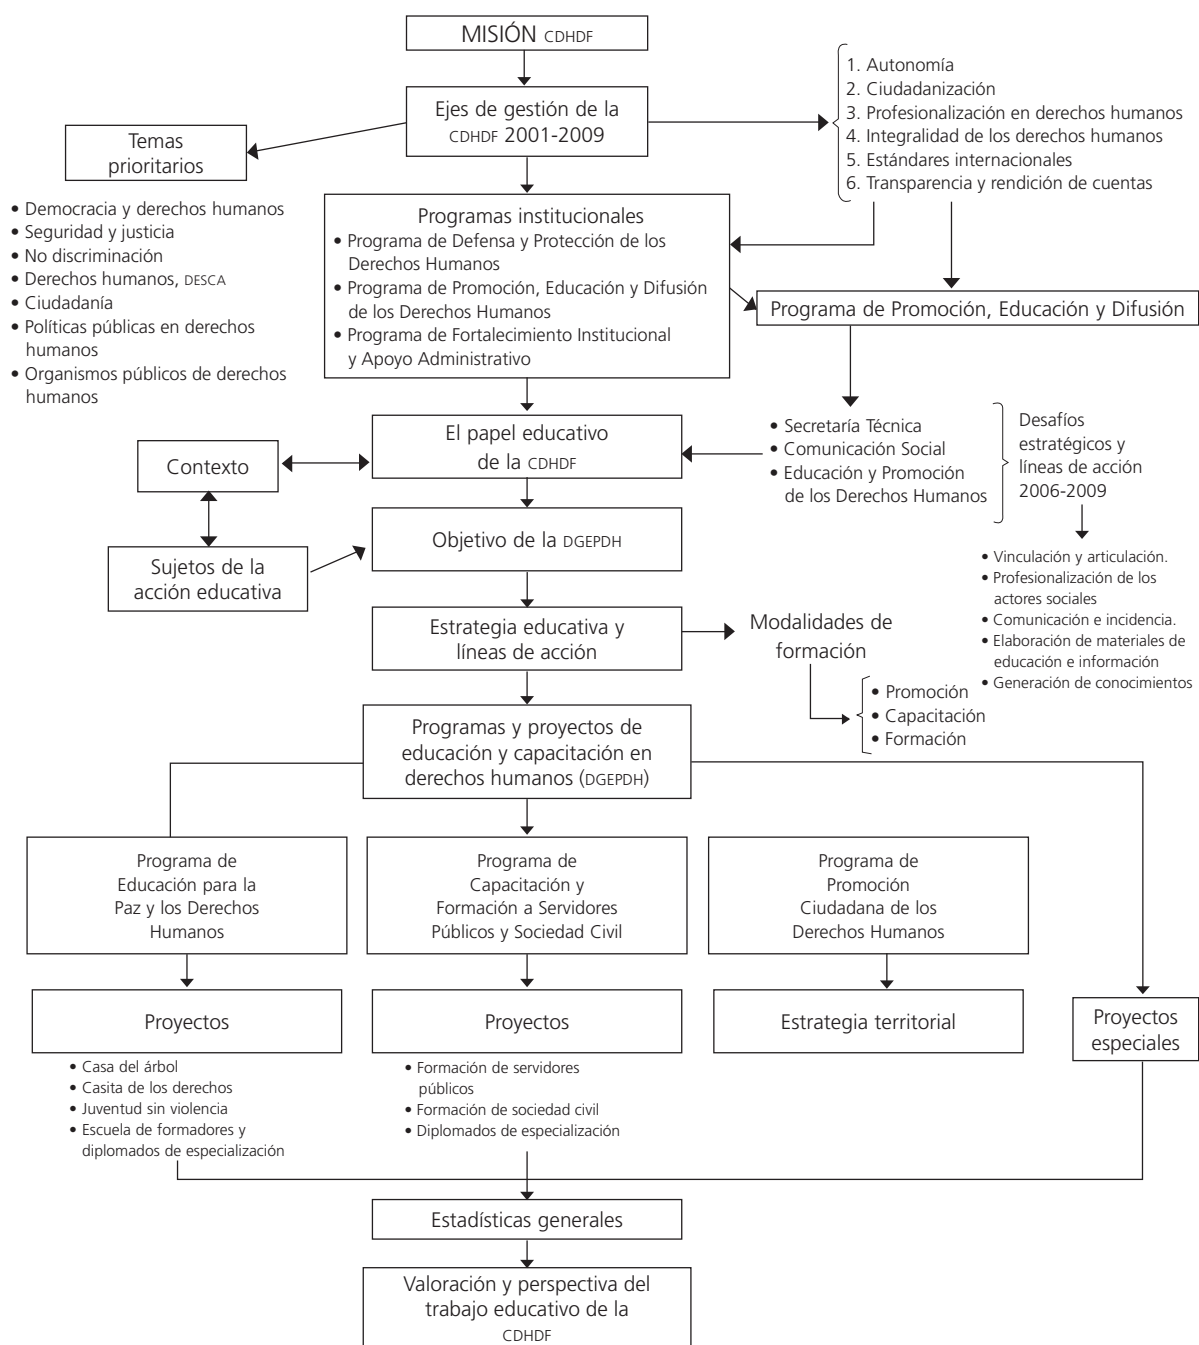 MISIÓN CDHDF
Ejes de gestión de la
CDHDF 2001-2009
1. Autonomía
2. Ciudadanización
3. Profesionalización en derechos humanos
4. Integralidad de los derechos humanos
5. Estándares internacionales
6. Transparencia y rendición de cuentas
Temas
prioritarios
• Democracia y derechos humanos
• Seguridad y justicia
• No discriminación
• Derechos humanos, DESCA
• Ciudadanía
• Políticas públicas en derechos
humanos
• Organismos públicos de derechos
humanos
Programas institucionales
• Programa de Defensa y Protección de los
Derechos Humanos
• Programa de Promoción, Educación y Difusión
de los Derechos Humanos
• Programa de Fortalecimiento Institucional
y Apoyo Administrativo
Programa de Promoción, Educación y Difusión
El papel educativo
de la CDHDF
• Secretaría Técnica
• Comunicación Social
• Educación y Promoción
de los Derechos Humanos
Desafíos
estratégicos y
líneas de acción
2006-2009
Contexto
Objetivo de la DGEPDH
Sujetos de la
acción educativa
• Vinculación y articulación.
• Profesionalización de los
actores sociales
• Comunicación e incidencia.
• Elaboración de materiales de
educación e información
• Generación de conocimientos
Estrategia educativa y
líneas de acción
Modalidades de
formación
• Promoción
• Capacitación
• Formación
Programas y proyectos de
educación y capacitación en
derechos humanos (DGEPDH)
Programa de
Educación para la
Paz y los Derechos
Humanos
Programa de
Capacitación y
Formación a Servidores
Públicos y Sociedad Civil
Programa de
Promoción
Ciudadana de los
Derechos Humanos
Proyectos
Proyectos
Estrategia territorial
Proyectos
especiales
• Casa del árbol
• Casita de los derechos
• Juventud sin violencia
• Escuela de formadores y
diplomados de especialización
• Formación de servidores
públicos
• Formación de sociedad civil
• Diplomados de especialización
Estadísticas generales
Valoración y perspectiva del
trabajo educativo de la
CDHDF